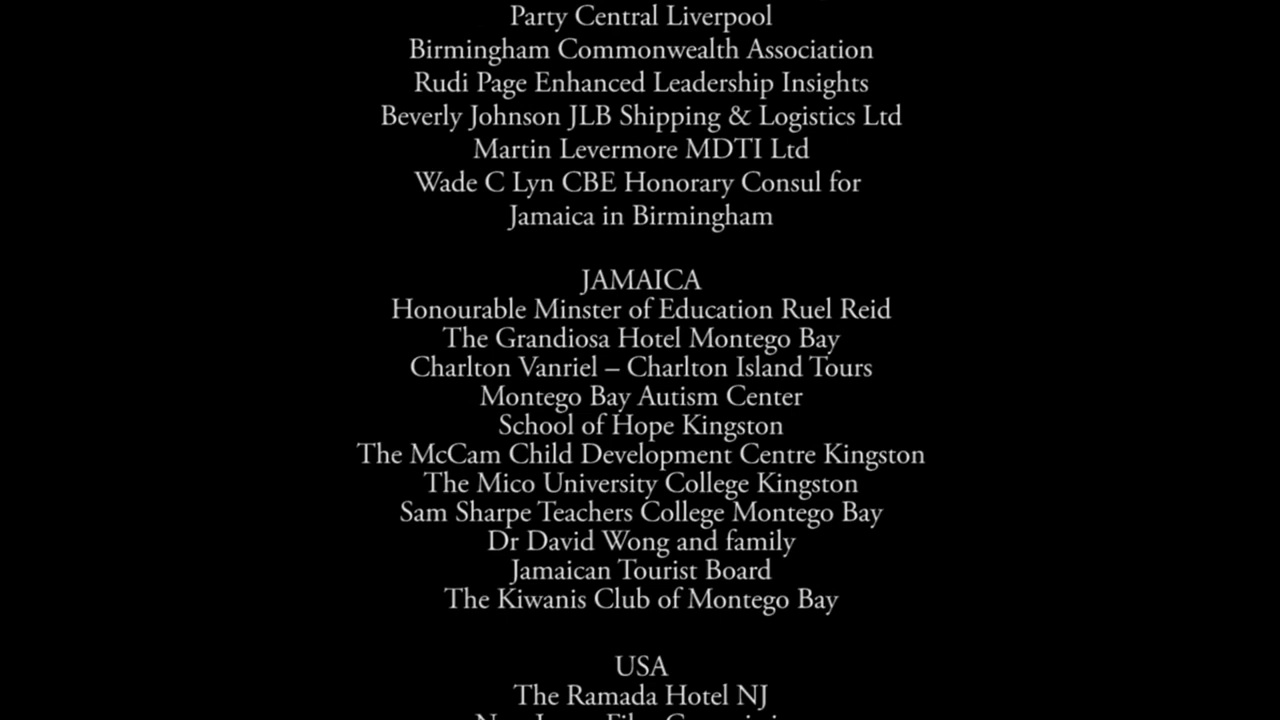 Party Central Liverpool
Birmingham Commonwealth Association
Rudi Page Enhanced Leadership Insights
Beverly Johnson JLB Shipping & Logistics Ltd
Martin Levermore MDTI Ltd
Wade C Lyn CBE Honorary Consul for
Jamaica in Birmingham
JAMAICA
Honourable Minster of Education Ruel Reid
The Grandiosa Hotel Montego Bay
Charlton Vanriel – Charlton Island Tours
Montego Bay Autism Center
School of Hope Kingston
The McCam Child Development Centre Kingston
The Mico University College Kingston
Sam Sharpe Teachers College Montego Bay
Dr David Wong and family
Jamaican Tourist Board
The Kiwanis Club of Montego Bay
USA
The Ramada Hotel NJ